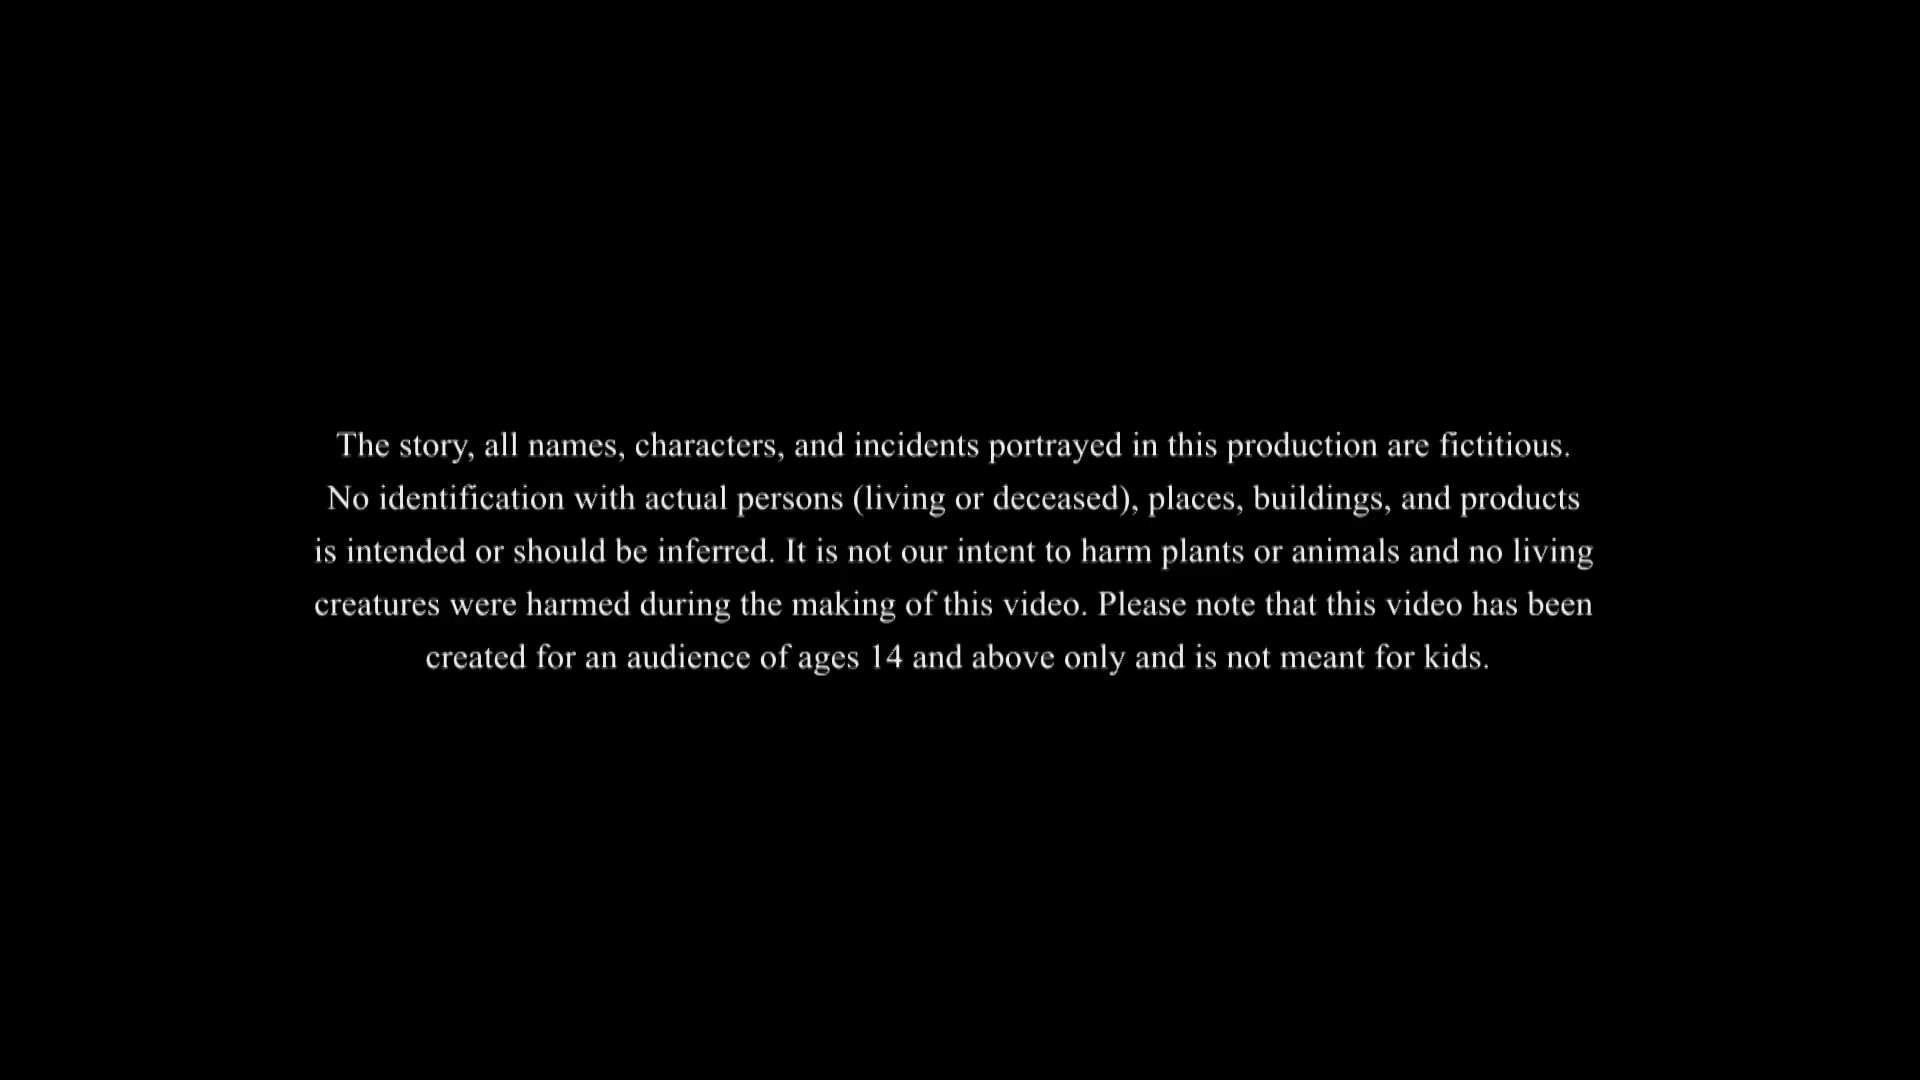 The story, all names, characters, and incidents portrayed in this production are fictitious.
No identification with actual persons (living or deceased), places, buildings, and products
is intended or should be inferred. It is not our intent to harm plants or animals and no living
creatures were harmed during the making of this video. Please note that this video has been
created for an audience of ages 14 and above only and is not meant for kids.